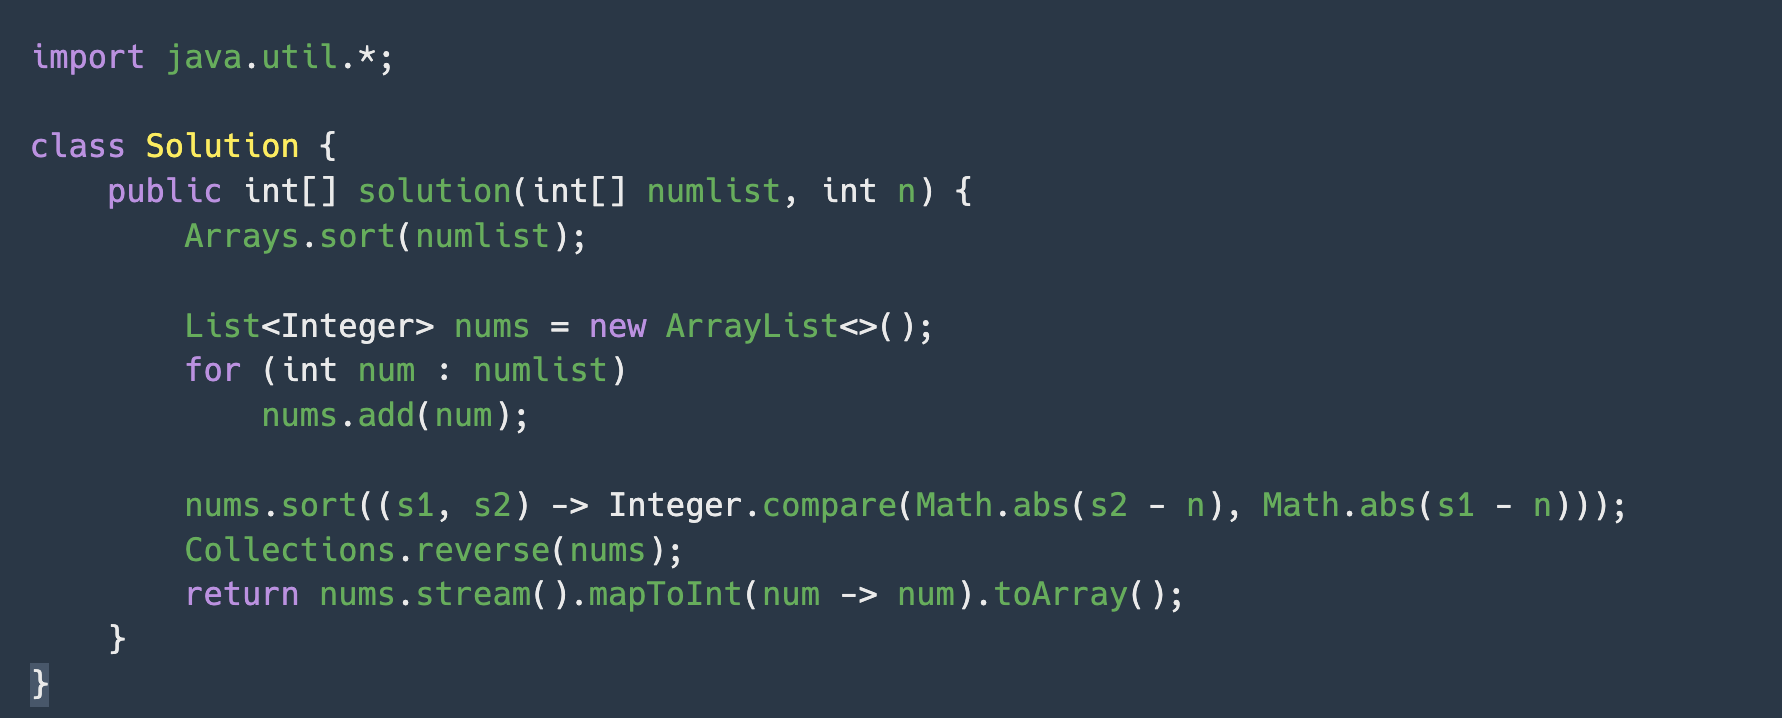 import java.util.*;
class Solution {
    public int[] solution(int[] numlist, int n) {
        Arrays.sort(numlist);
        List<Integer> nums = new ArrayList<>();
        for (int num : numlist)
            nums.add(num);
        nums.sort((s1, s2) -> Integer.compare(Math.abs(s2 - n), Math.abs(s1 - n)));
        Collections.reverse(nums);
        return nums.stream().mapToInt(num -> num).toArray();
    }
}